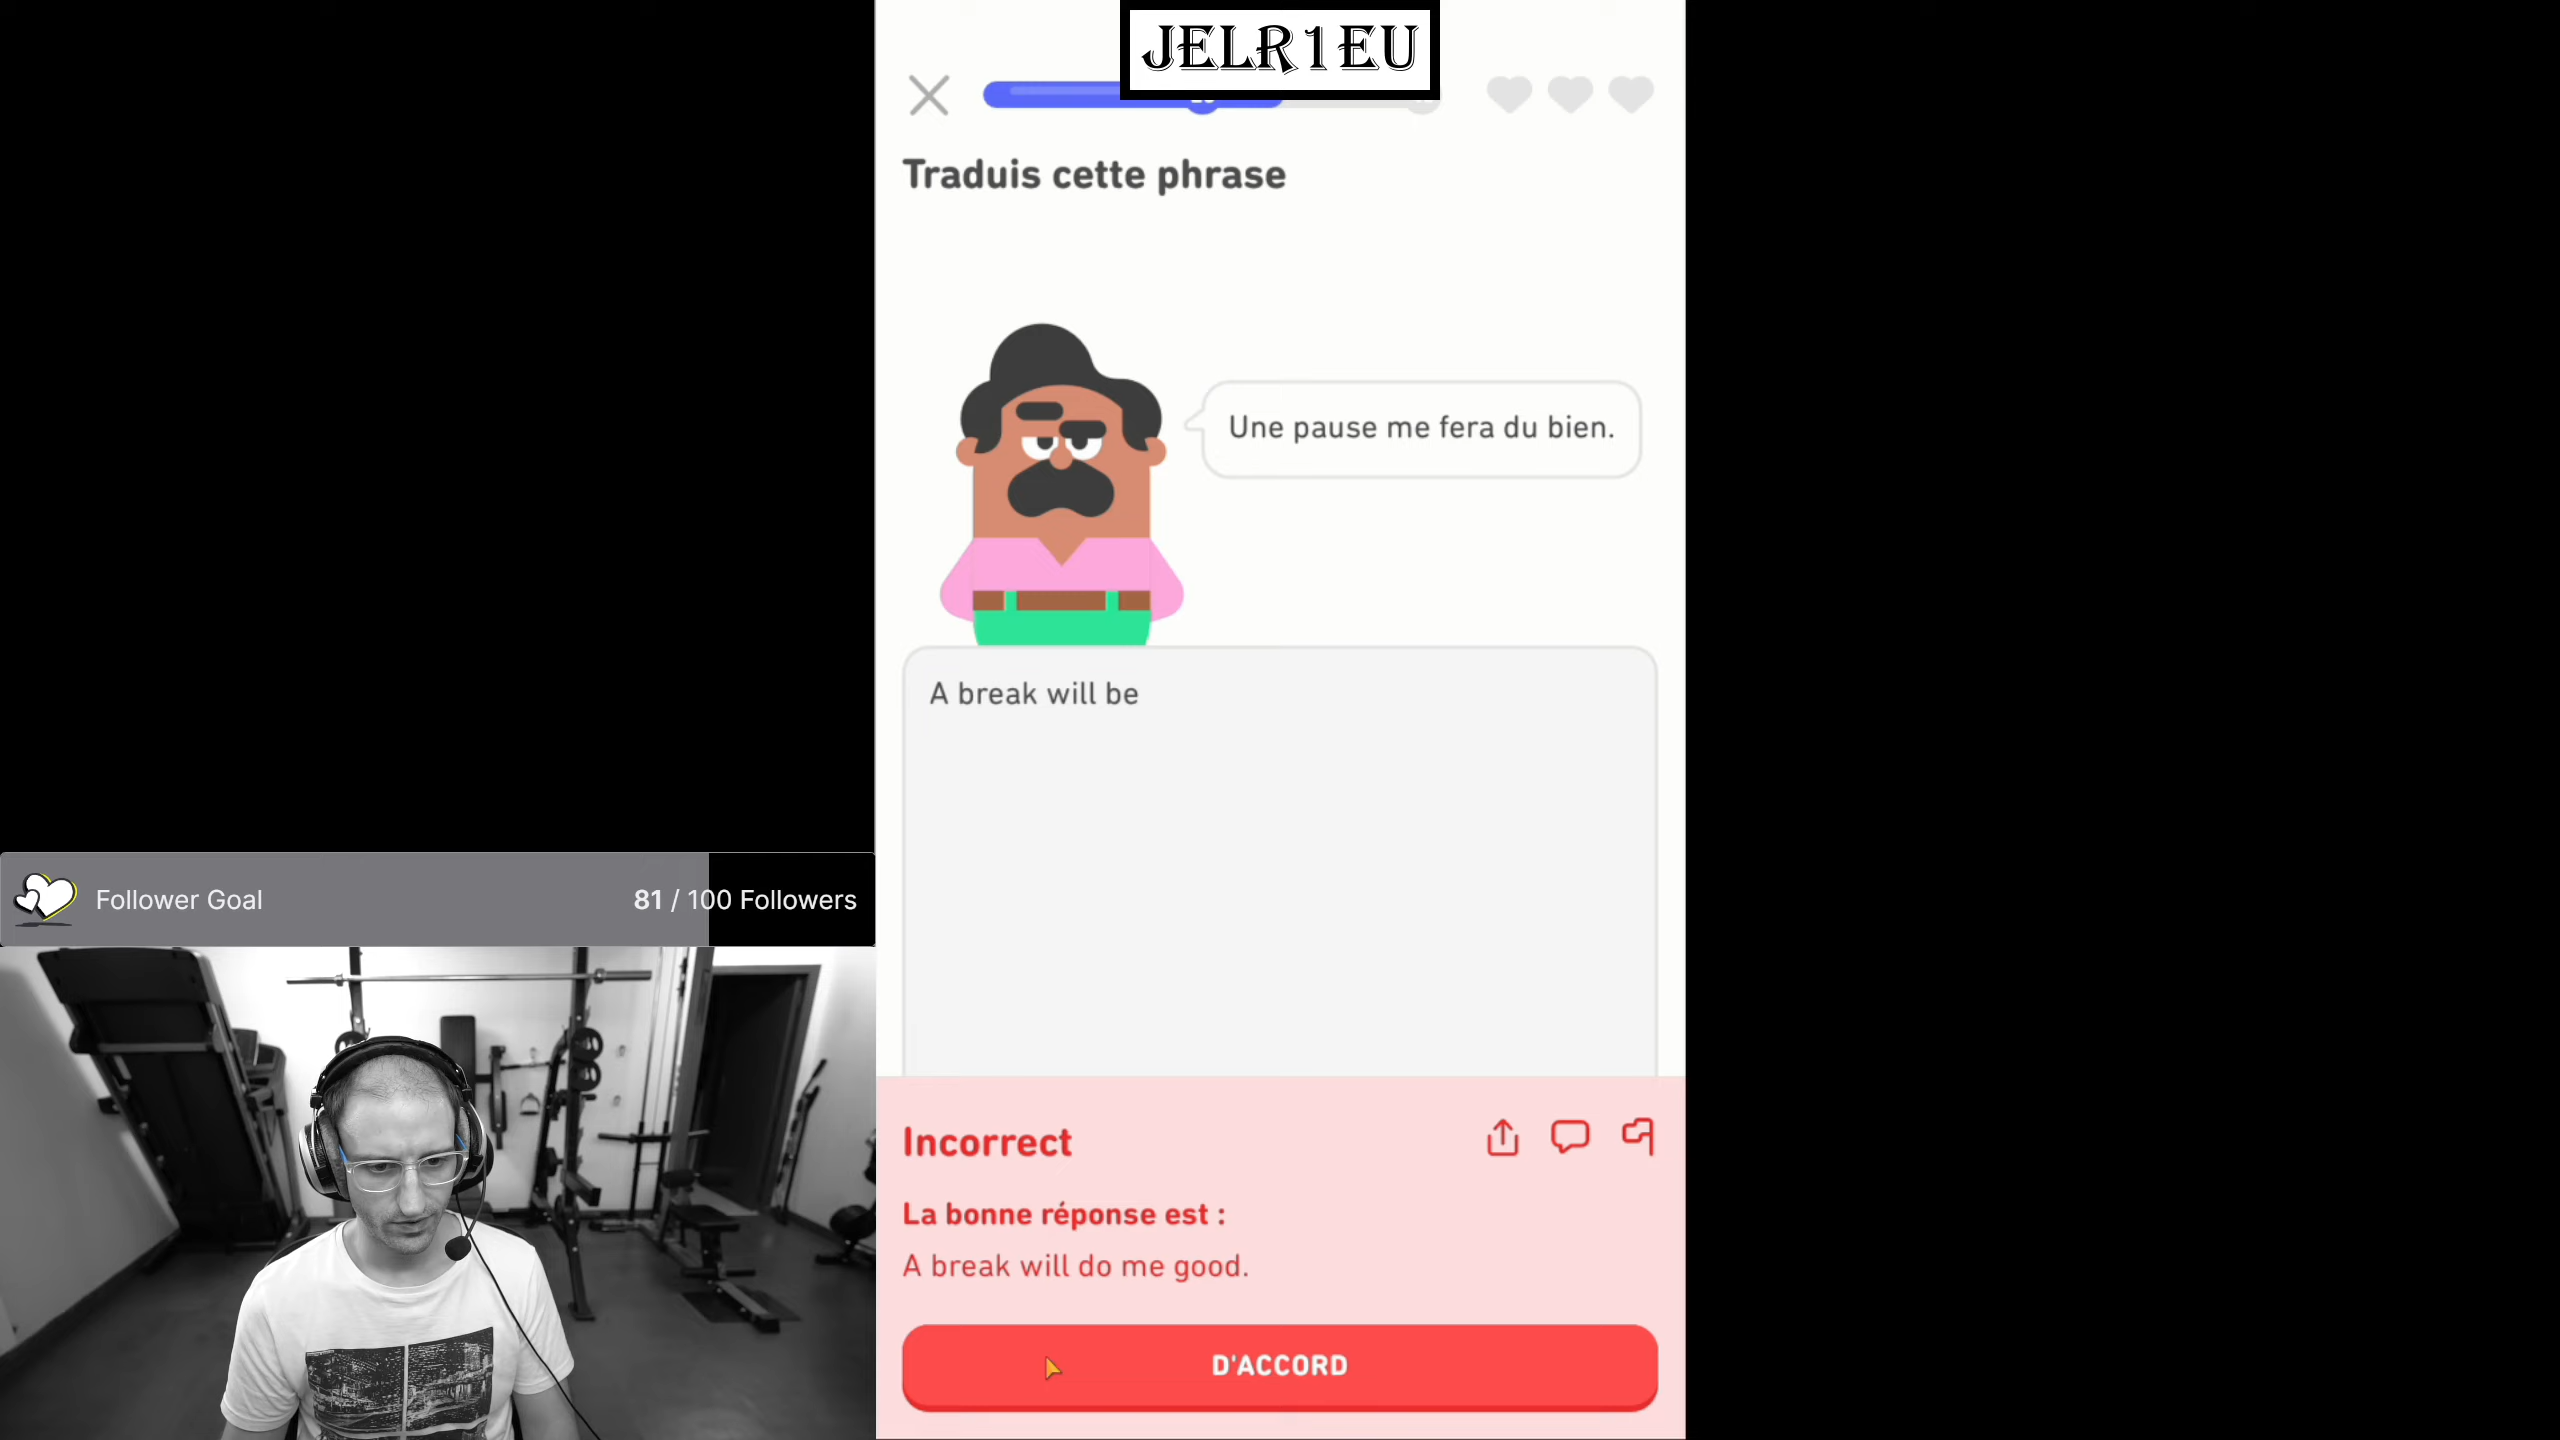 JELR1EU
Traduis cette phrase
Une pause me fera du bien.
A break will be
Follower Goal
81 / 100 Followers
Incorrect
La bonne réponse est :
A break will do me good.
D'ACCORD